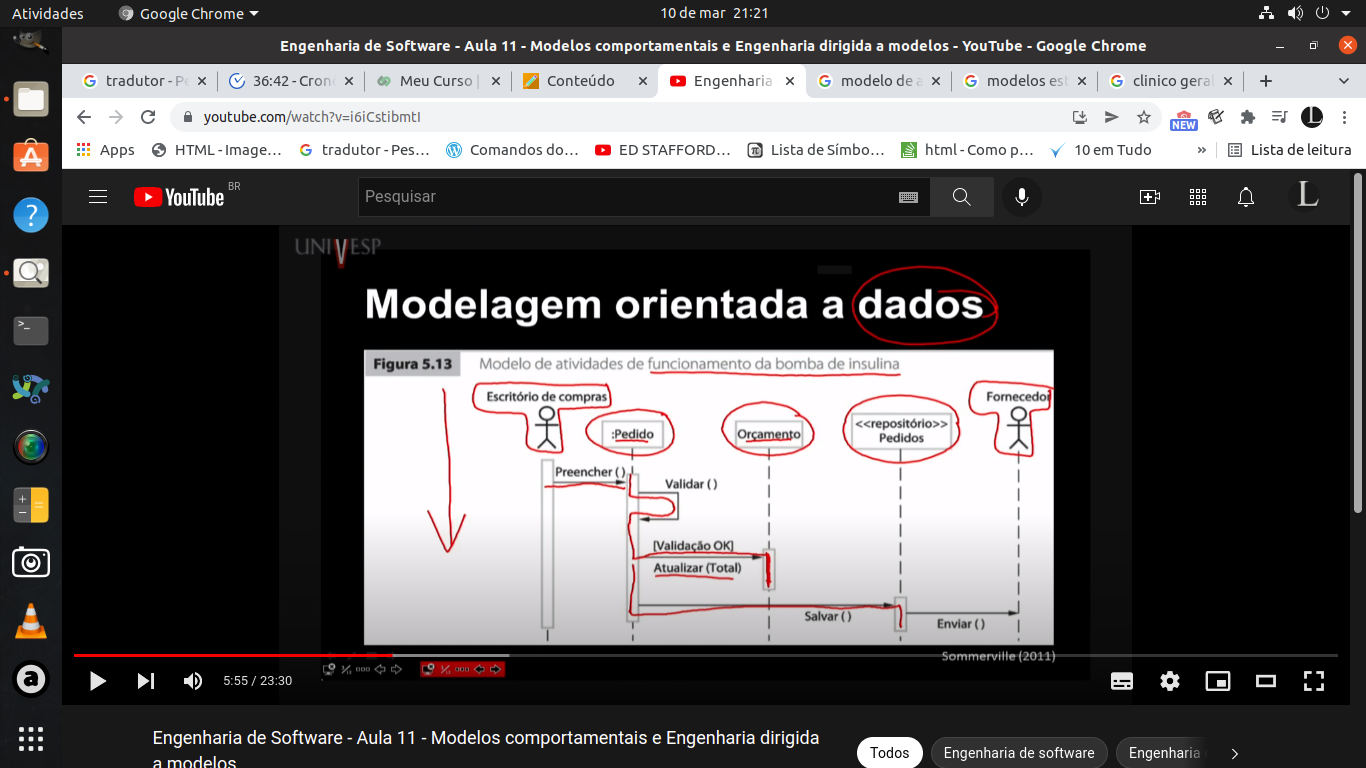 Atividades
Google Chrome
10 de mar 21:21
Engenharia de Software - Aula 11 - Modelos comportamentais e Engenharia dirigida a modelos - YouTube - Google Chrome
tradutor - Pe
36:42 - Cron
Meu Curso |
Conteúdo
Engenharia
modelo de a
modelos est
clinico geral
youtube.com/watch?v=i6iCstibmtI
NEW
Apps
HTML - Image...
tradutor - Pes...
Comandos do...
ED STAFFORD...
Lista de Símbo...
html - Como p...
10 em Tudo
»
Lista de leitura
YouTube BR
Pesquisar
L
UNIVESP
Modelagem orientada a dados
Figura 5.13 Modelo de atividades de funcionamento da bomba de insulina
Escritório de compras
:Pedido
Orçamento
<<repositório>>
Pedidos
Fornecedor
Preencher ( )
Validar ( )
[Validação OK]
Atualizar (Total)
Salvar ( )
Enviar ( )
Sommerville (2011)
5:55 / 23:30
Engenharia de Software - Aula 11 - Modelos comportamentais e Engenharia dirigida
a modelos
Todos
Engenharia de software
Engenharia